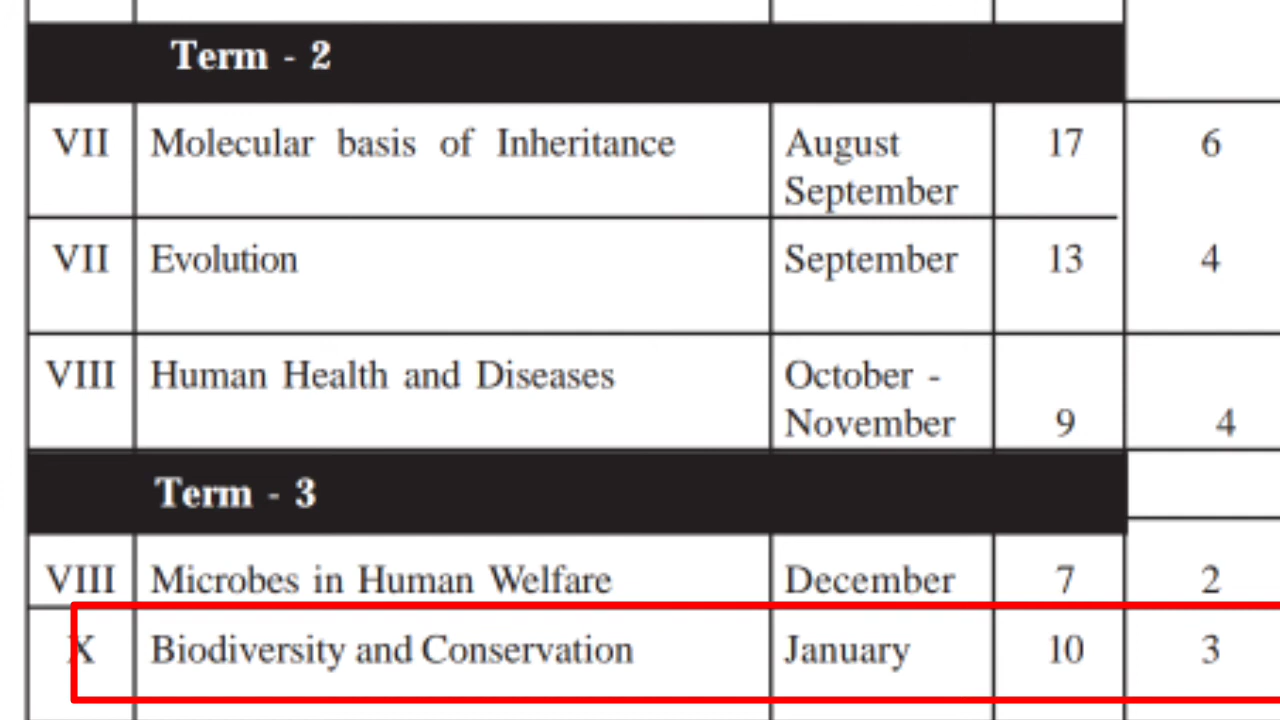 Term - 2
VII Molecular basis of Inheritance August 17 6
September
VII Evolution September 13 4
VIII Human Health and Diseases October -
November 9 4
Term - 3
VIII Microbes in Human Welfare December 7 2
X Biodiversity and Conservation January 10 3